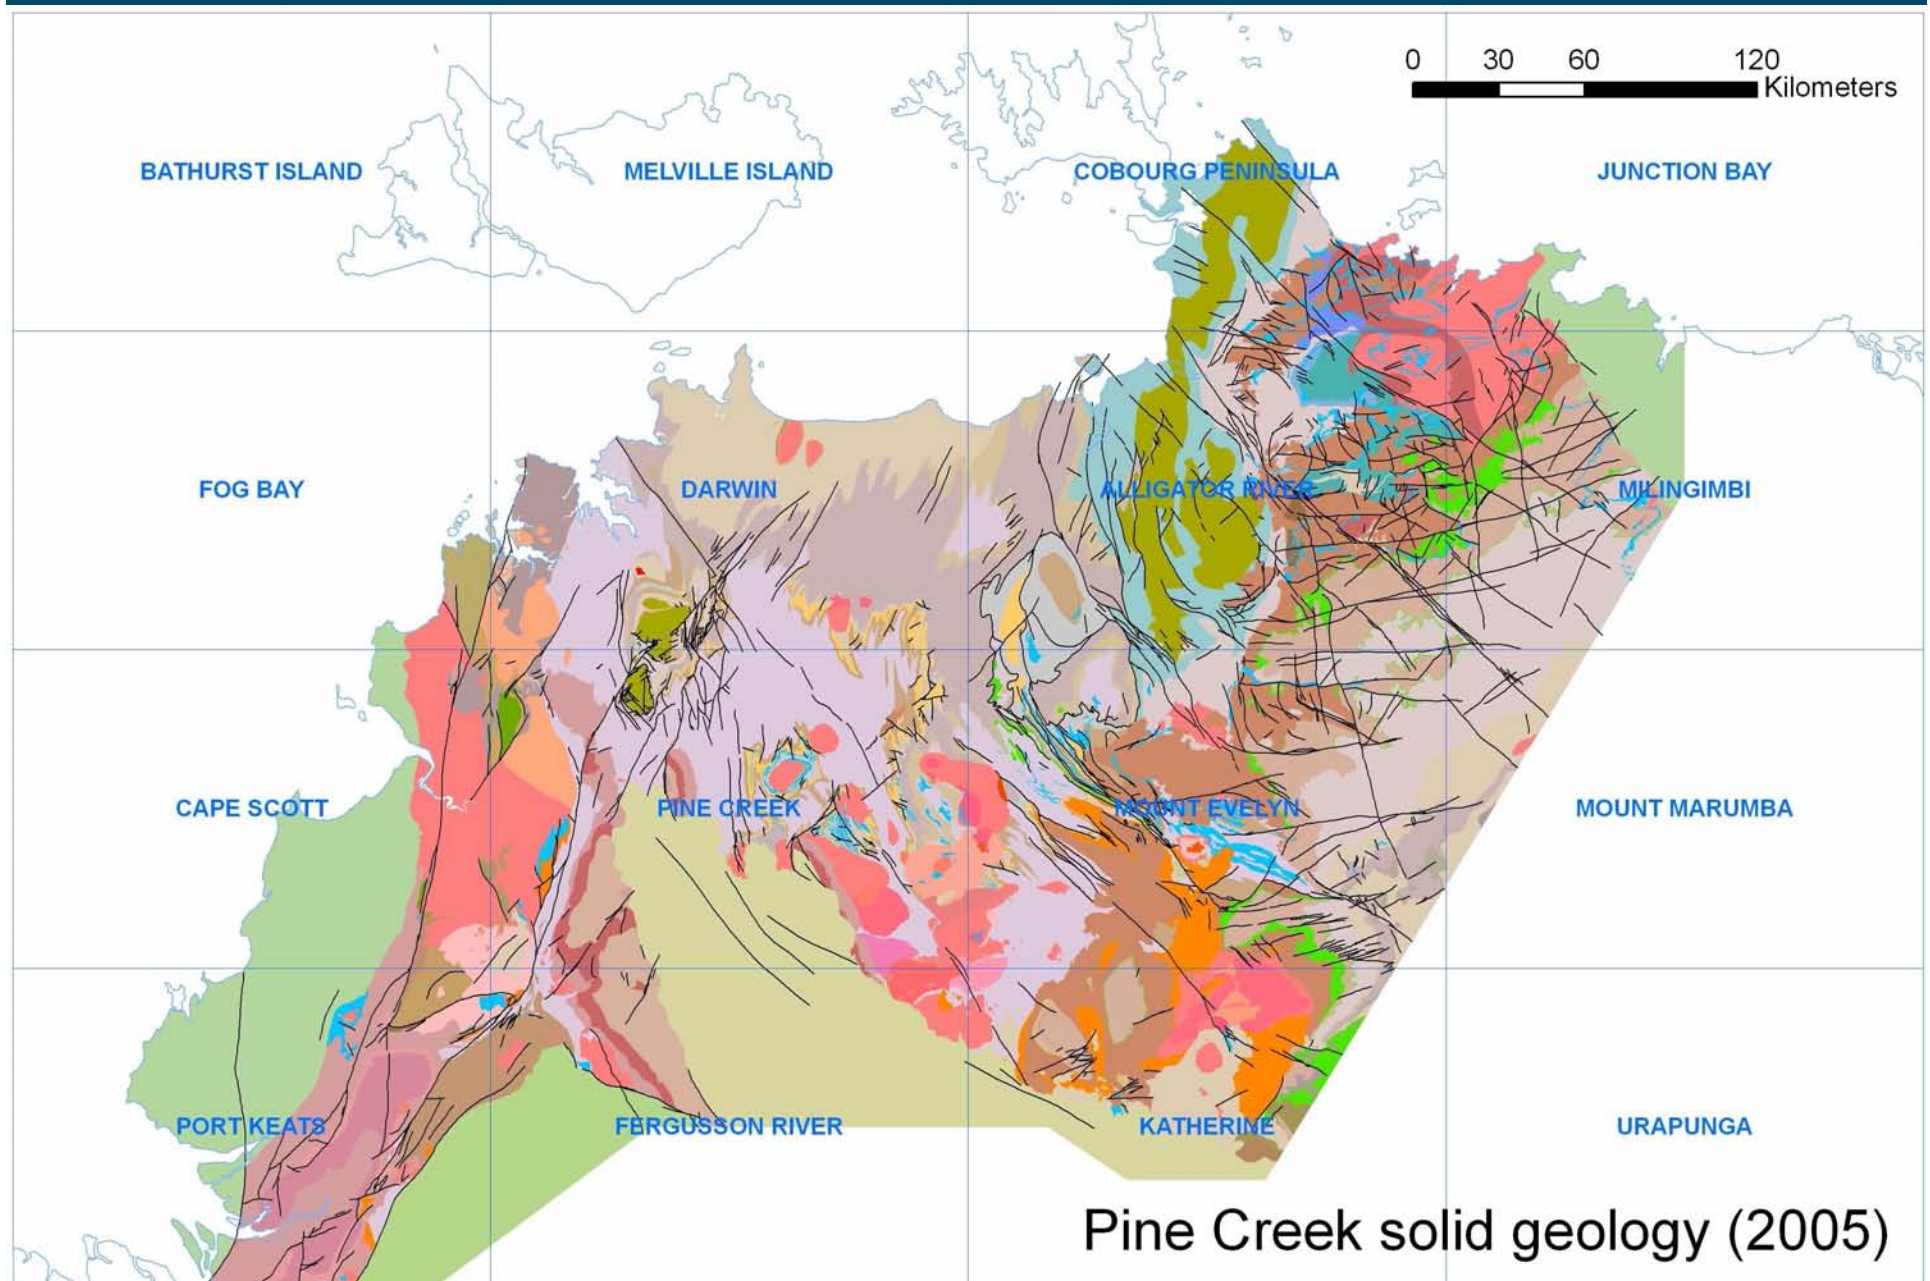 0 30 60 120
Kilometers
BATHURST ISLAND
MELVILLE ISLAND
COBOURG PENINSULA
JUNCTION BAY
FOG BAY
DARWIN
ALLIGATOR RIVER
MILINGIMBI
CAPE SCOTT
PINE CREEK
MOUNT EVELYN
MOUNT MARUMBA
PORT KEATS
FERGUSSON RIVER
KATHERINE
URAPUNGA
Pine Creek solid geology (2005)